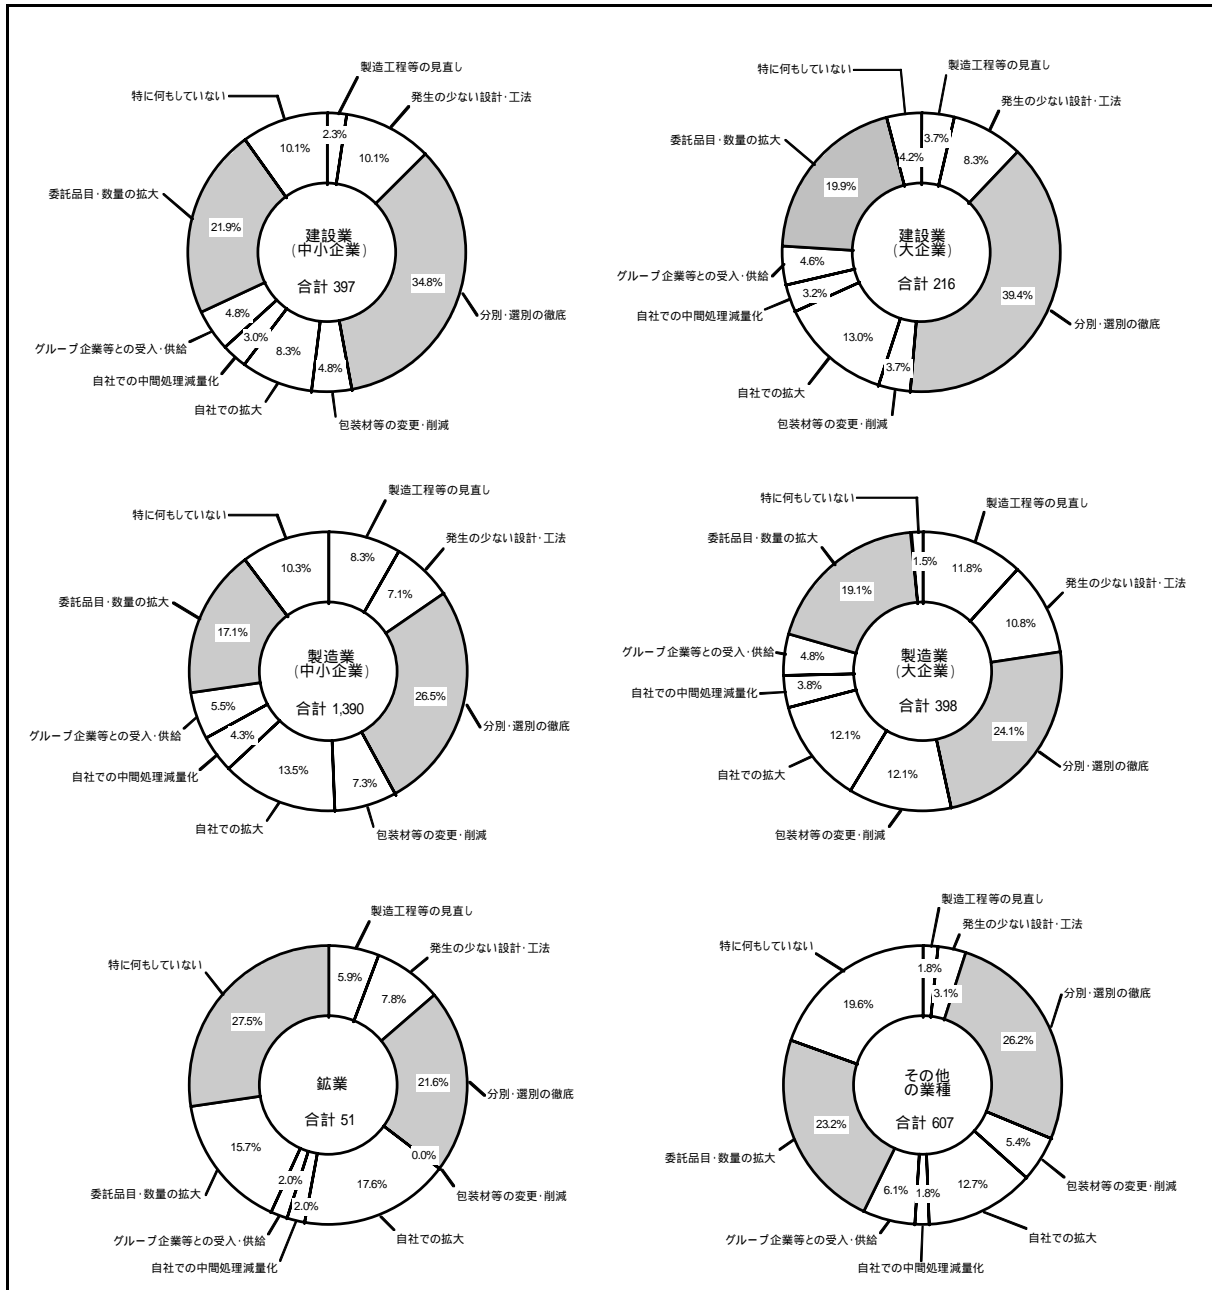 製造工程等の見直し
特に何もしていない
発生の少ない設計・工法
2.3%
10.1%
10.1%
委託品目・数量の拡大
21.9%
建設業
(中小企業)
合計 397
34.8%
分別・選別の徹底
4.8%
3.0%
8.3%
4.8%
グループ企業等との受入・供給
自社での中間処理減量化
自社での拡大
包装材等の変更・削減
製造工程等の見直し
特に何もしていない
発生の少ない設計・工法
委託品目・数量の拡大
3.7%
4.2%
8.3%
19.9%
建設業
(大企業)
合計 216
4.6%
グループ企業等との受入・供給
3.2%
39.4%
自社での中間処理減量化
分別・選別の徹底
13.0%
3.7%
自社での拡大
包装材等の変更・削減
製造工程等の見直し
特に何もしていない
発生の少ない設計・工法
8.3%
10.3%
7.1%
委託品目・数量の拡大
17.1%
製造業
(中小企業)
合計 1,390
26.5%
5.5%
分別・選別の徹底
グループ企業等との受入・供給
4.3%
自社での中間処理減量化
13.5%
7.3%
自社での拡大
包装材等の変更・削減
特に何もしていない
製造工程等の見直し
委託品目・数量の拡大
1.5%
11.8%
発生の少ない設計・工法
19.1%
10.8%
グループ企業等との受入・供給
4.8%
製造業
(大企業)
合計 398
自社での中間処理減量化
3.8%
24.1%
12.1%
分別・選別の徹底
自社での拡大
12.1%
包装材等の変更・削減
製造工程等の見直し
発生の少ない設計・工法
特に何もしていない
5.9%
7.8%
27.5%
鉱業
合計 51
21.6%
分別・選別の徹底
15.7%
0.0%
2.0%
17.6%
委託品目・数量の拡大
2.0%
包装材等の変更・削減
グループ企業等との受入・供給
自社での拡大
自社での中間処理減量化
製造工程等の見直し
発生の少ない設計・工法
特に何もしていない
1.8%
3.1%
分別・選別の徹底
19.6%
26.2%
その他
の業種
合計 607
23.2%
5.4%
委託品目・数量の拡大
6.1%
1.8%
12.7%
包装材等の変更・削減
グループ企業等との受入・供給
自社での拡大
自社での中間処理減量化